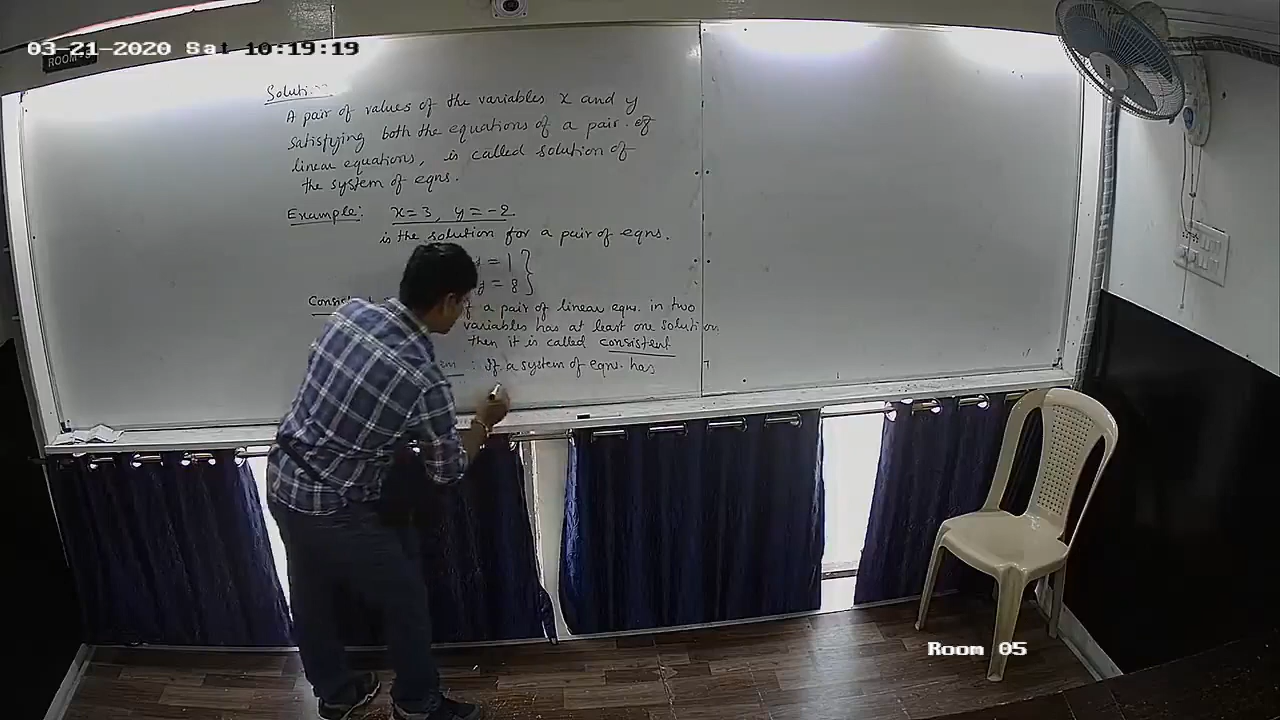 03-21-2020 Sat 10:19:19
ROOM
A pair of values of the variables x and y
satisfying both the equations of a pair of
linear equations, is called solution of
the system of eqns.
Example: x=3, y=-2
is the solution for a pair of eqns.
= 1 }
y = 8 }
a pair of linear eqns. in two
variables has at least one solution
then it is called consistent
: If a system of eqns. has
Room 05